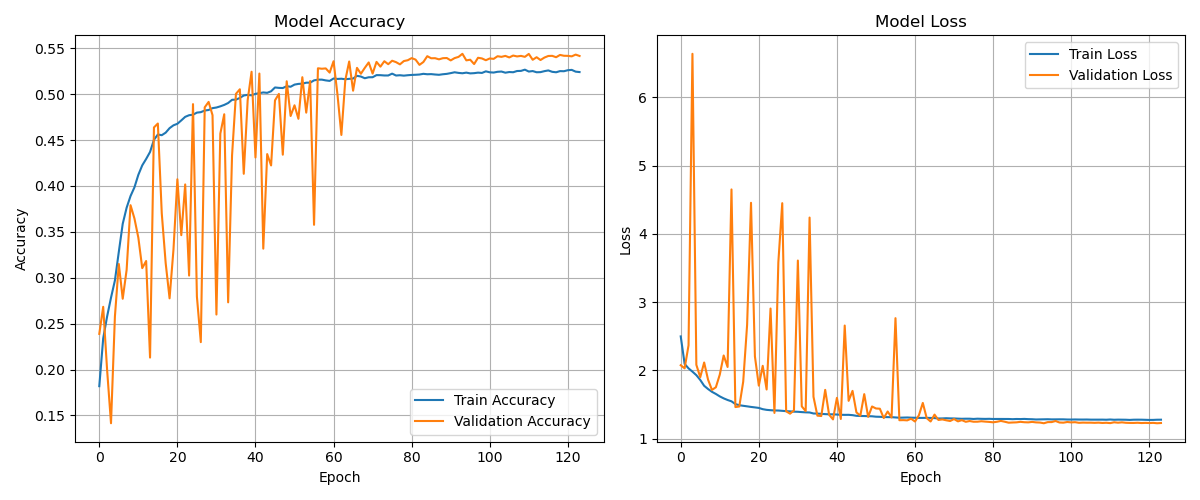 Model Accuracy
0.55
0.50
0.45
0.40
0.35
0.30
0.25
0.20
0.15
Accuracy
0 20 40 60 80 100 120
Epoch
Train Accuracy
Validation Accuracy
Model Loss
6
5
4
3
2
1
Loss
0 20 40 60 80 100 120
Epoch
Train Loss
Validation Loss